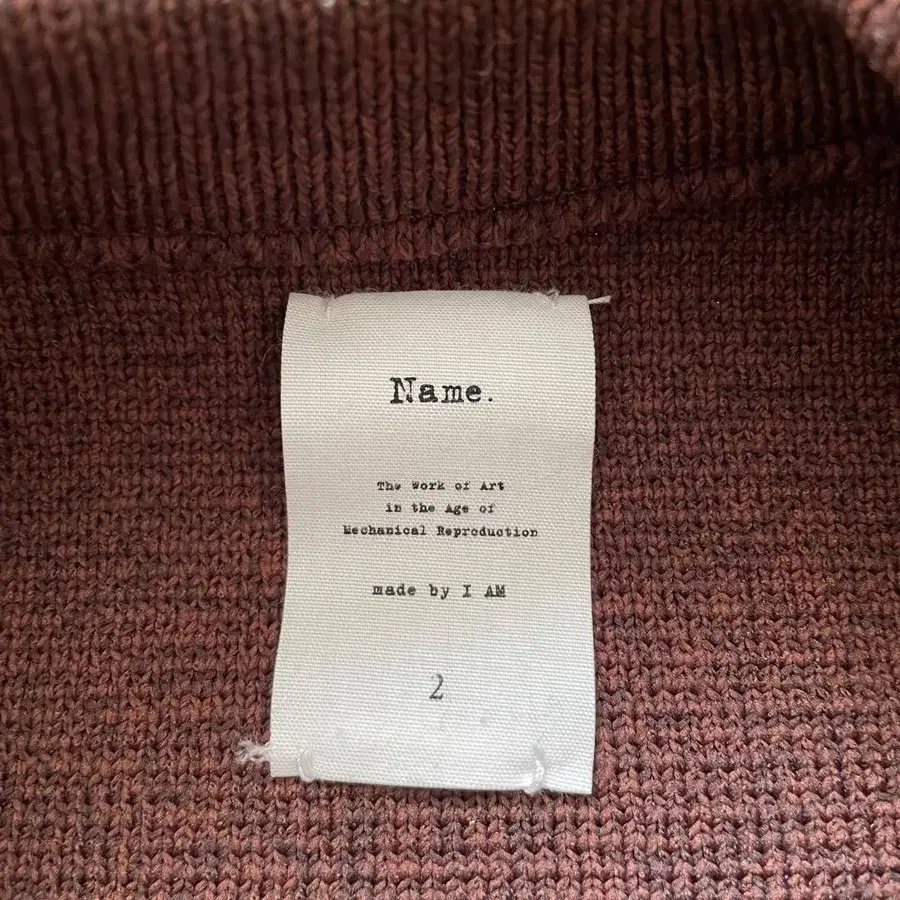 Name.
The Work of Art
in the Age of
Mechanical Reproduction
made by I AM
2